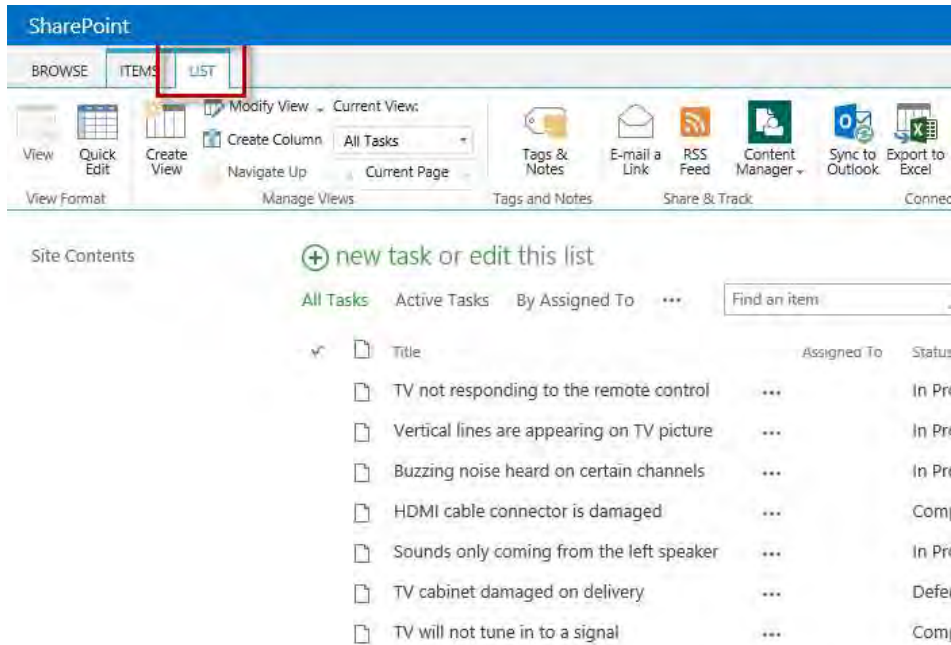 SharePoint
BROWSE ITEMS LIST
Modify View Current View:
Create Column All Tasks
Navigate Up Current Page
View Quick Edit Create View
Tags & Notes E-mail a Link RSS Feed Content Manager Sync to Outlook Export to Excel
View Format Manage Views Tags and Notes Share & Track
Site Contents
new task or edit this list
All Tasks Active Tasks By Assigned To ... Find an item
Title Assigned To Status
TV not responding to the remote control ... In
Vertical lines are appearing on TV picture ... In
Buzzing noise heard on certain channels ... In
HDMI cable connector is damaged ...
Sounds only coming from the left speaker ... In
TV cabinet damaged on delivery ...
TV will not tune in to a signal ...